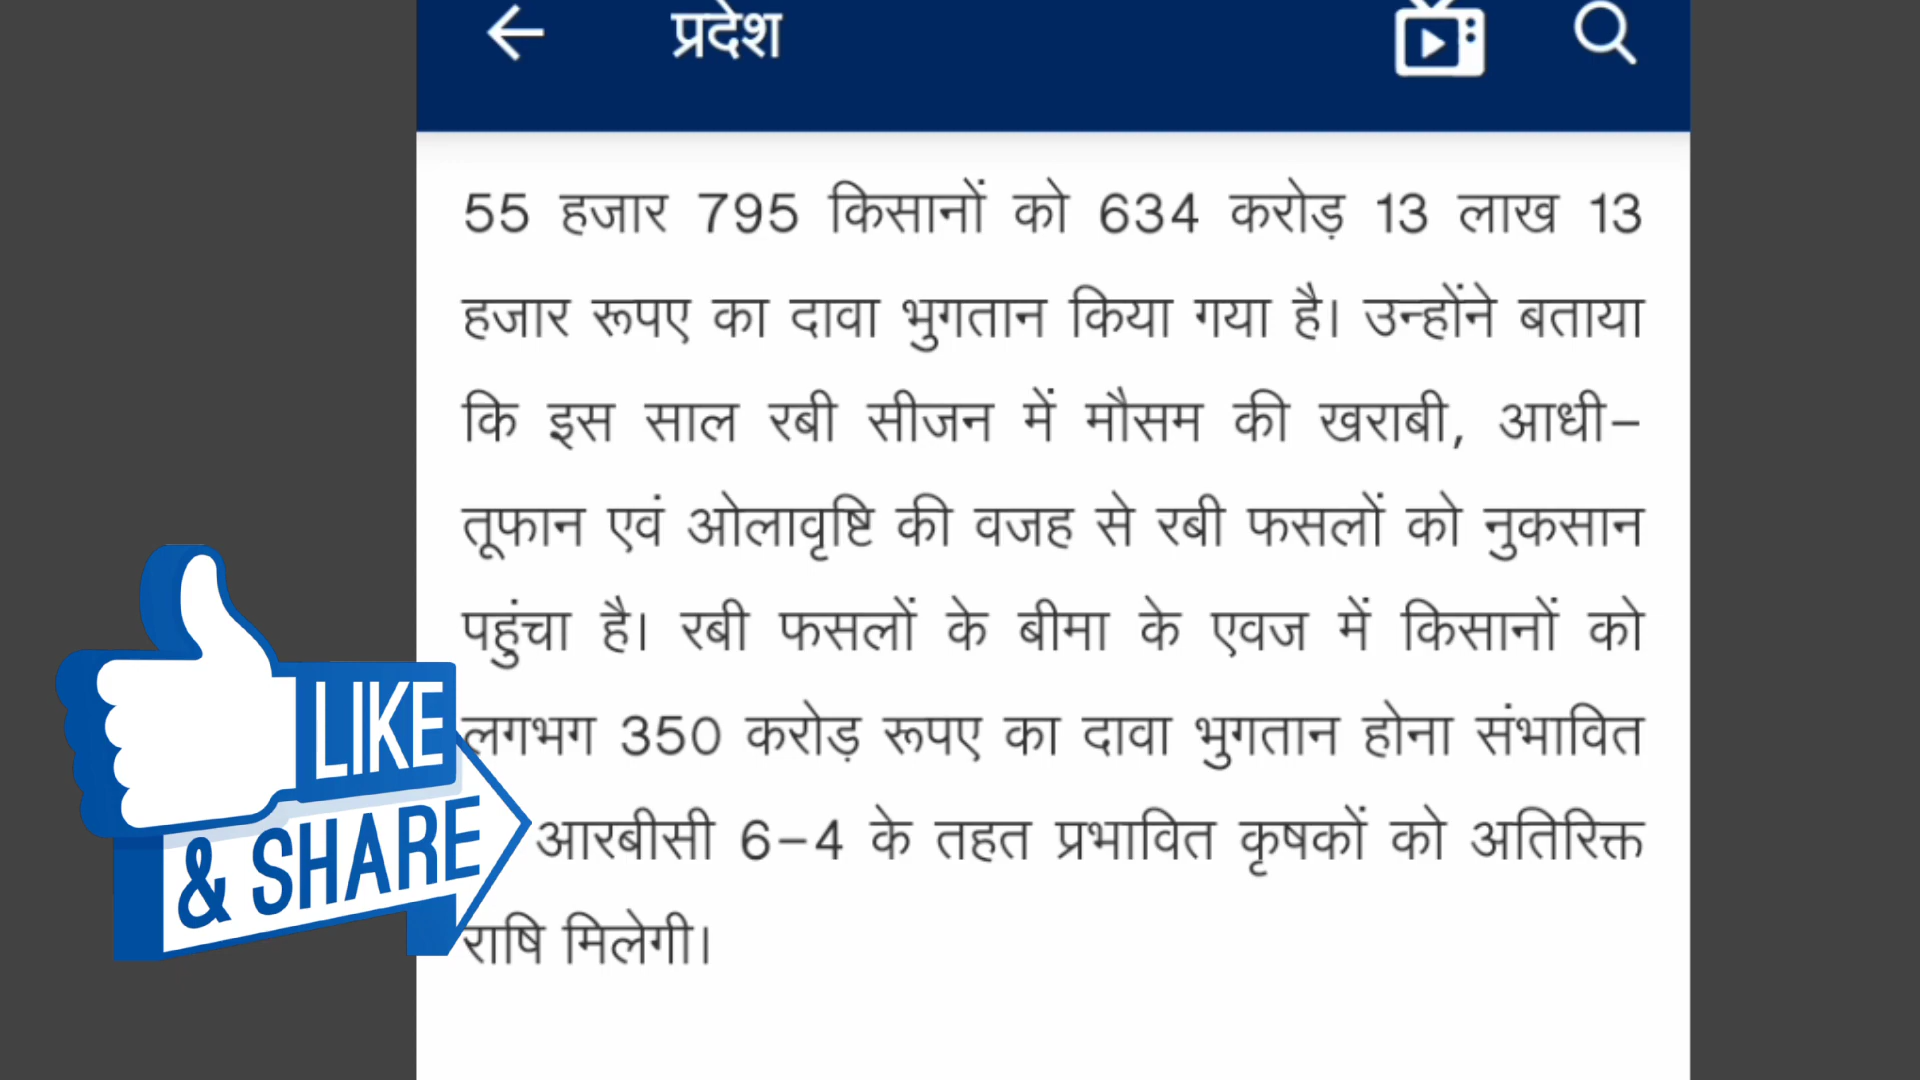 प्रदेश
55 हजार 795 किसानों को 634 करोड़ 13 लाख 13
हजार रूपए का दावा भुगतान किया गया है। उन्होंने बताया
कि इस साल रबी सीजन में मौसम की खराबी, आधी-
तूफान एवं ओलावृष्टि की वजह से रबी फसलों को नुकसान
पहुंचा है। रबी फसलों के बीमा के एवज में किसानों को
लगभग 350 करोड़ रूपए का दावा भुगतान होना संभावित
आरबीसी 6-4 के तहत प्रभावित कृषकों को अतिरिक्त
राषि मिलेगी।
LIKE
& SHARE